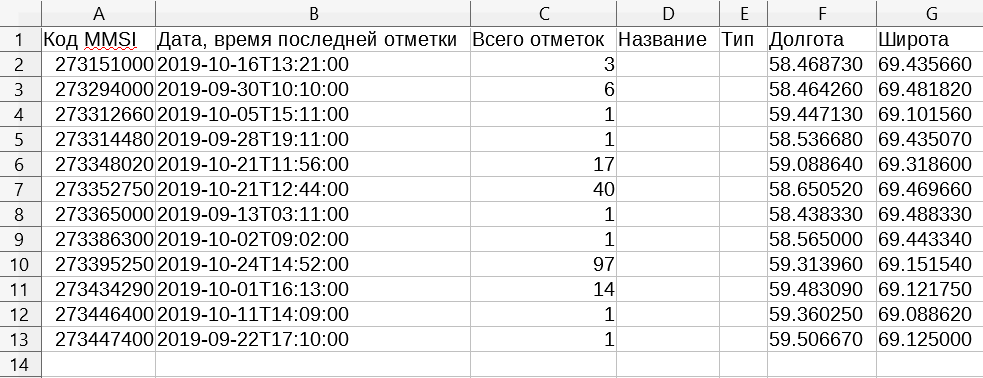 A B C D E F G
1 Код MMSI Дата, время последней отметки Всего отметок Название Тип Долгота Широта
2 273151000 2019-10-16T13:21:00 3 58.468730 69.435660
3 273294000 2019-09-30T10:10:00 6 58.464260 69.481820
4 273312660 2019-10-05T15:11:00 1 59.447130 69.101560
5 273314480 2019-09-28T19:11:00 1 58.536680 69.435070
6 273348020 2019-10-21T11:56:00 17 59.088640 69.318600
7 273352750 2019-10-21T12:44:00 40 58.650520 69.469660
8 273365000 2019-09-13T03:11:00 1 58.438330 69.488330
9 273386300 2019-10-02T09:02:00 1 58.565000 69.443340
10 273395250 2019-10-24T14:52:00 97 59.313960 69.151540
11 273434290 2019-10-01T16:13:00 14 59.483090 69.121750
12 273446400 2019-10-11T14:09:00 1 59.360250 69.088620
13 273447400 2019-09-22T17:10:00 1 59.506670 69.125000
14